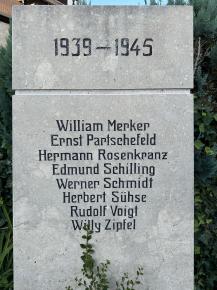 1939 – 1945
William Merker
Ernst Partschefeld
Hermann Rosenkranz
Edmund Schilling
Werner Schmidt
Herbert Sühse
Rudolf Voigt
Willy Zipfel